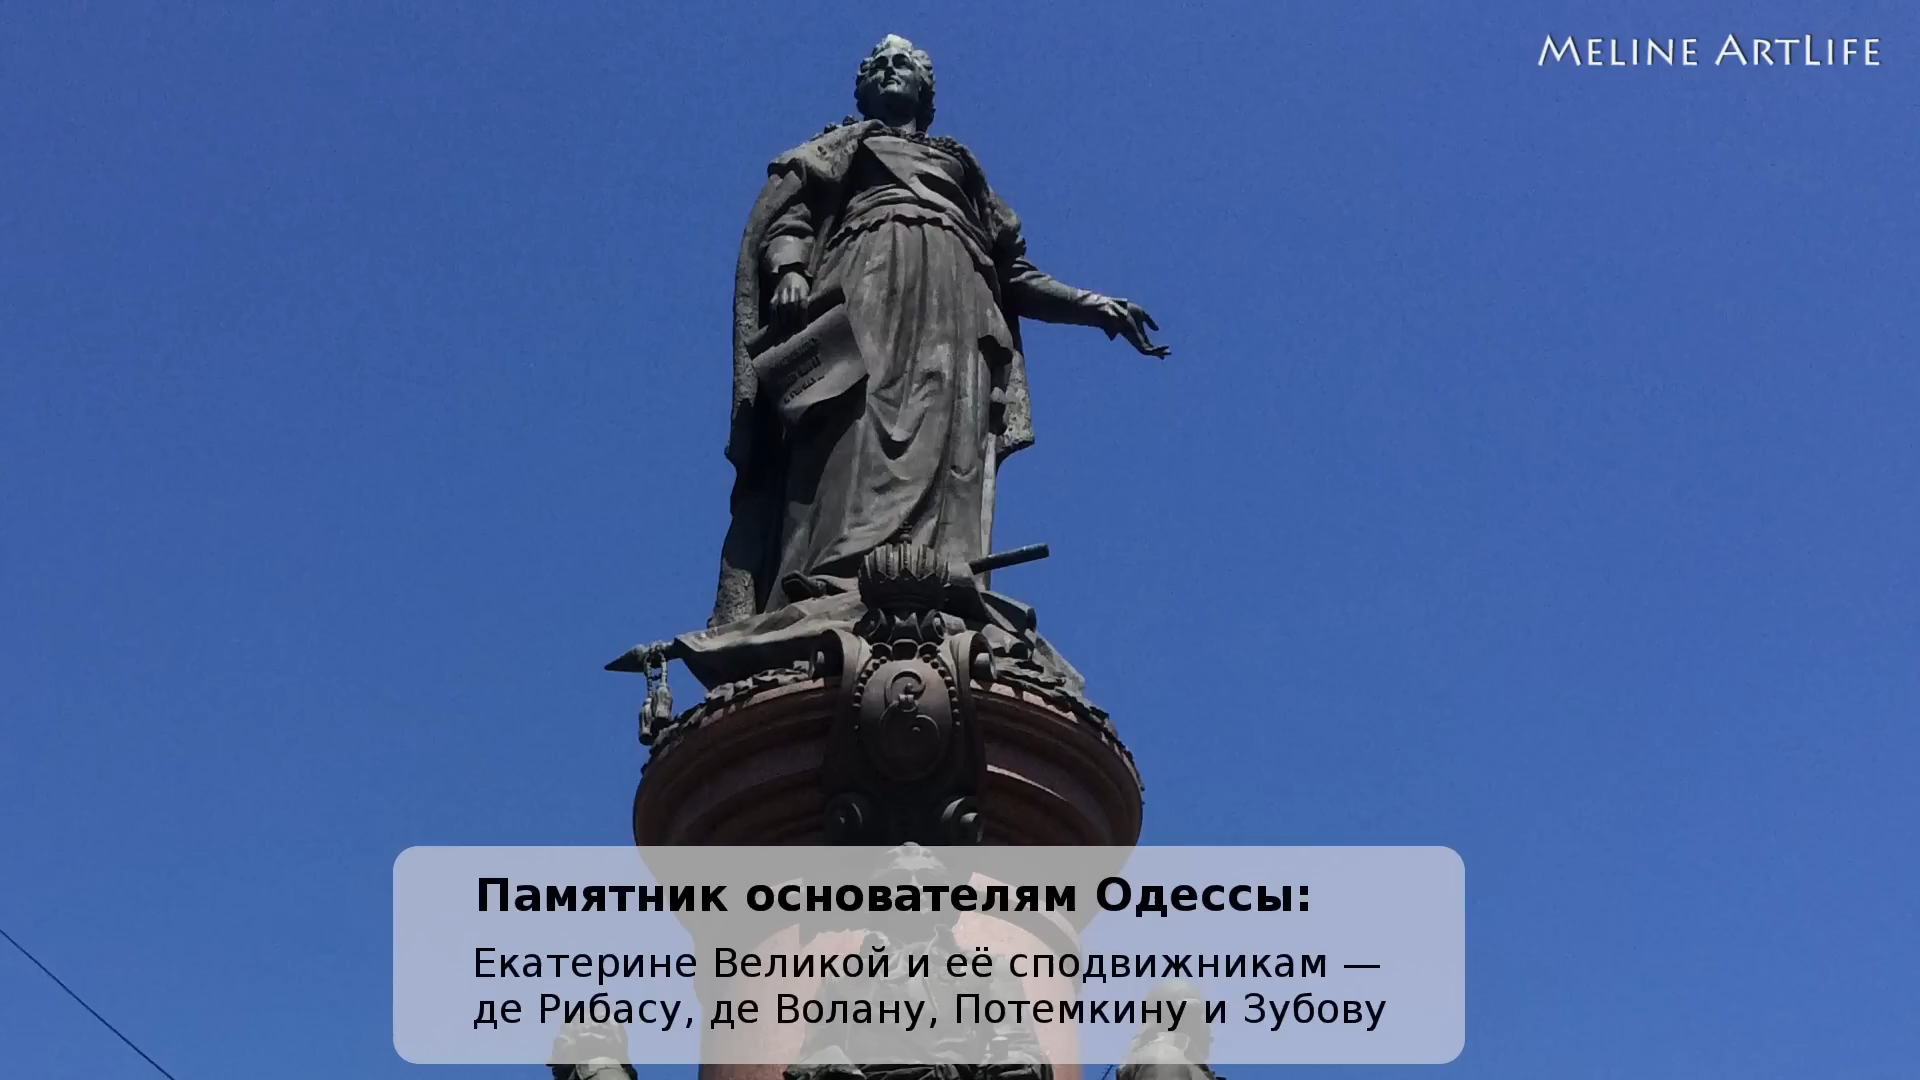 MELINE ARTLIFE
Памятник основателям Одессы:
Екатерине Великой и её сподвижникам —
де Рибасу, де Волану, Потемкину и Зубову